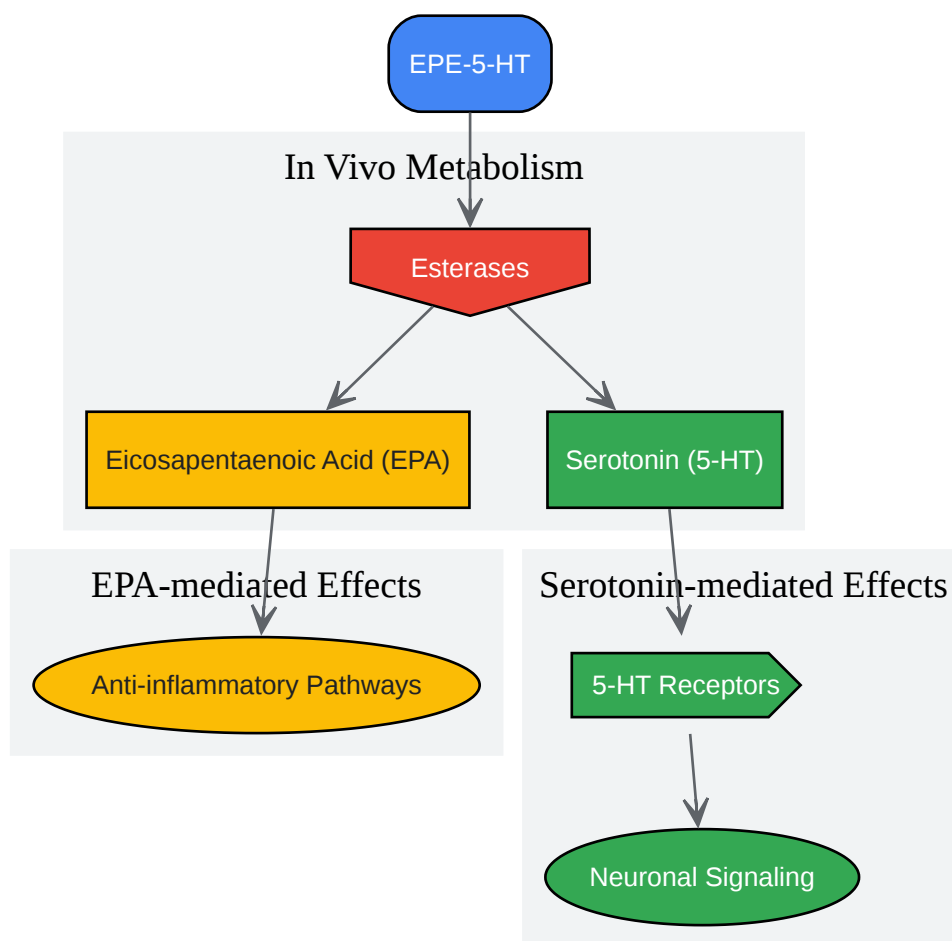 EPE-5-HT
In Vivo Metabolism
Esterases
Eicosapentaenoic Acid (EPA)
Serotonin (5-HT)
EPA-mediated Effects
Serotonin-mediated Effects
Anti-inflammatory Pathways
5-HT Receptors
Neuronal Signaling